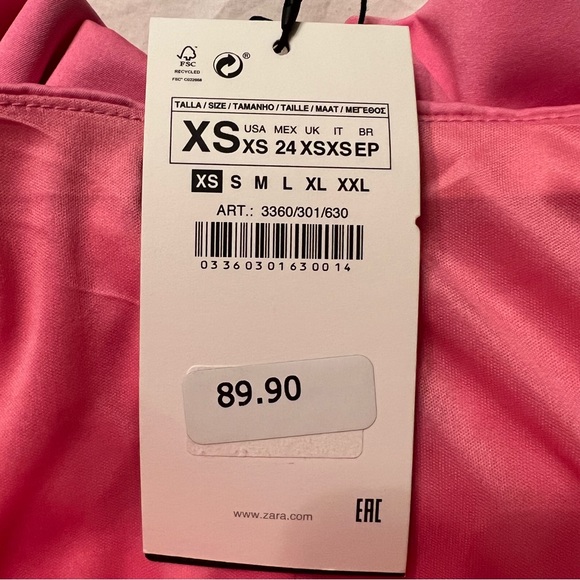 FSC
RECYCLED
FSC® C022656
®
TALLA / SIZE / TAMANHO / TAILLE / MAAT / ΜΕΓΕΘΟΣ
XS USA MEX UK IT BR
XS 24 XS XS EP
XS S M L XL XXL
ART.: 3360/301/630
03360301630014
89.90
www.zara.com
EAC